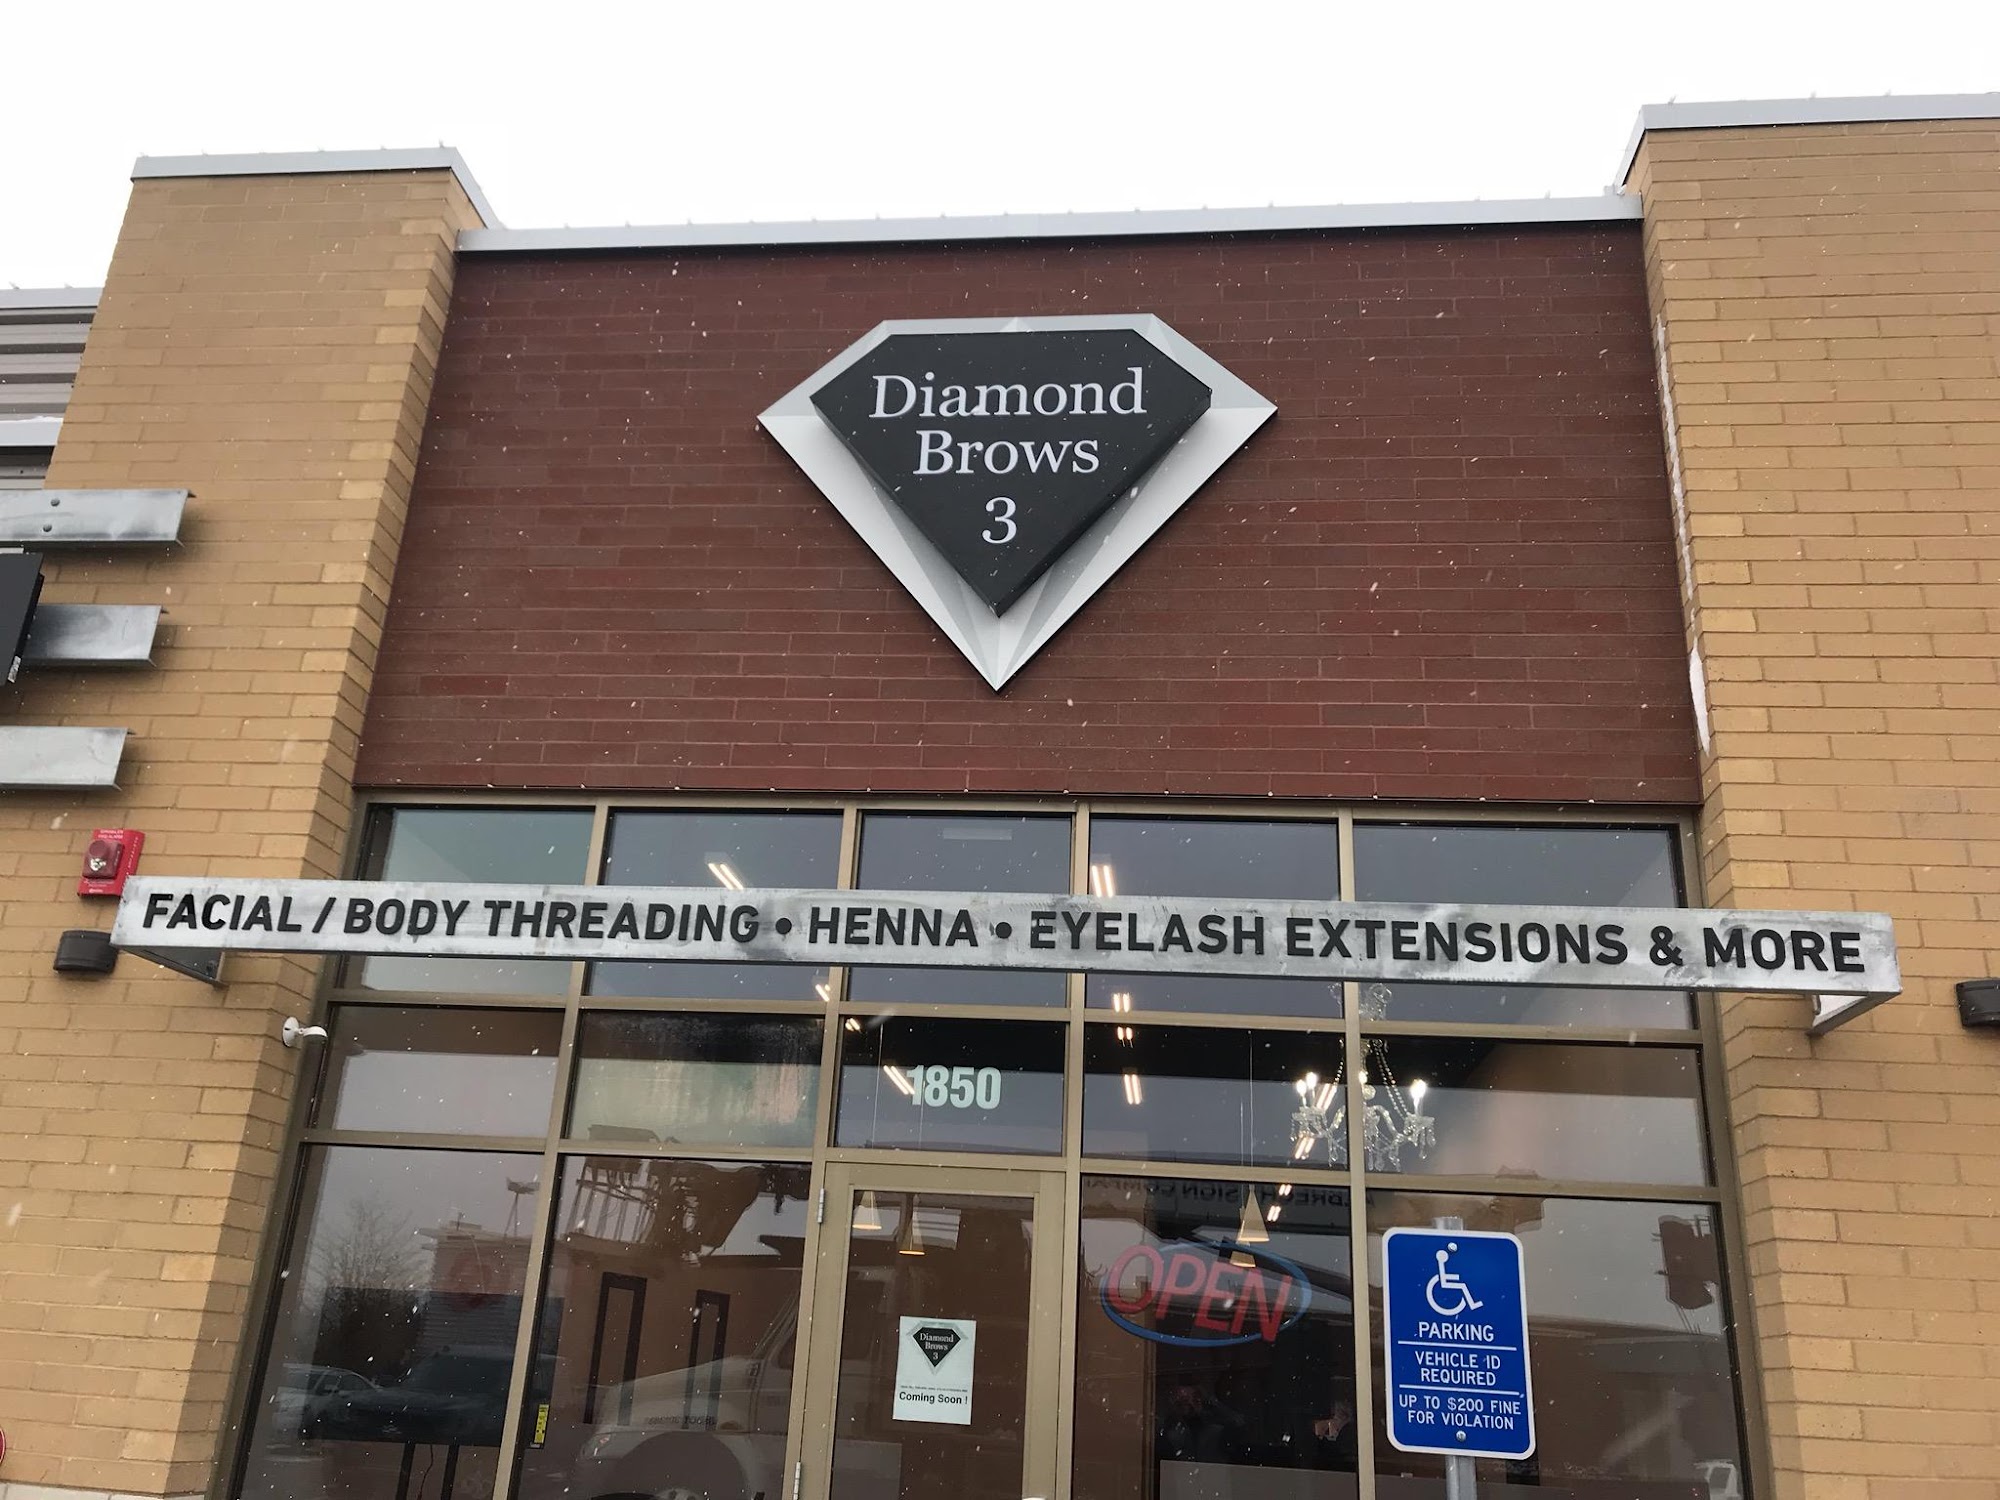 Diamond
Brows
3
FACIAL / BODY THREADING • HENNA • EYELASH EXTENSIONS & MORE
1850
OPEN
PARKING
VEHICLE ID
REQUIRED
UP TO $200 FINE
FOR VIOLATION
Diamond
Brows
3
Coming Soon !